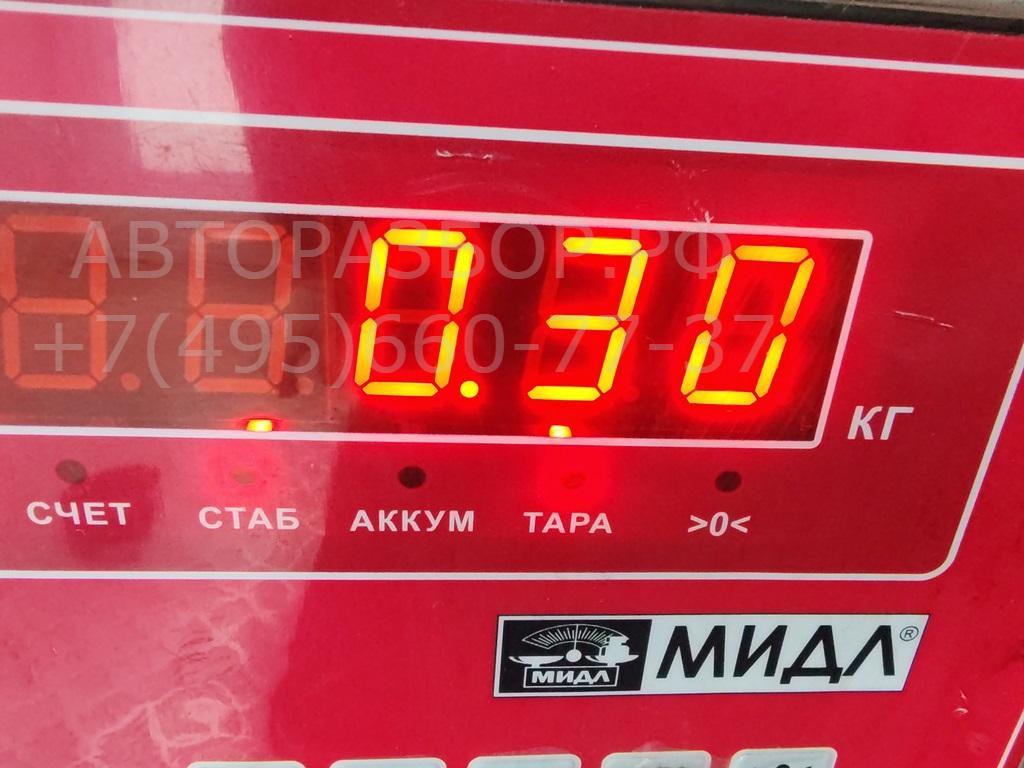 АВТОРАЗБОР.РФ
+7(495)660-77-37
0.30
КГ
СЧЕТ СТАБ АККУМ ТАРА >0<
МИДЛ МИДЛ®